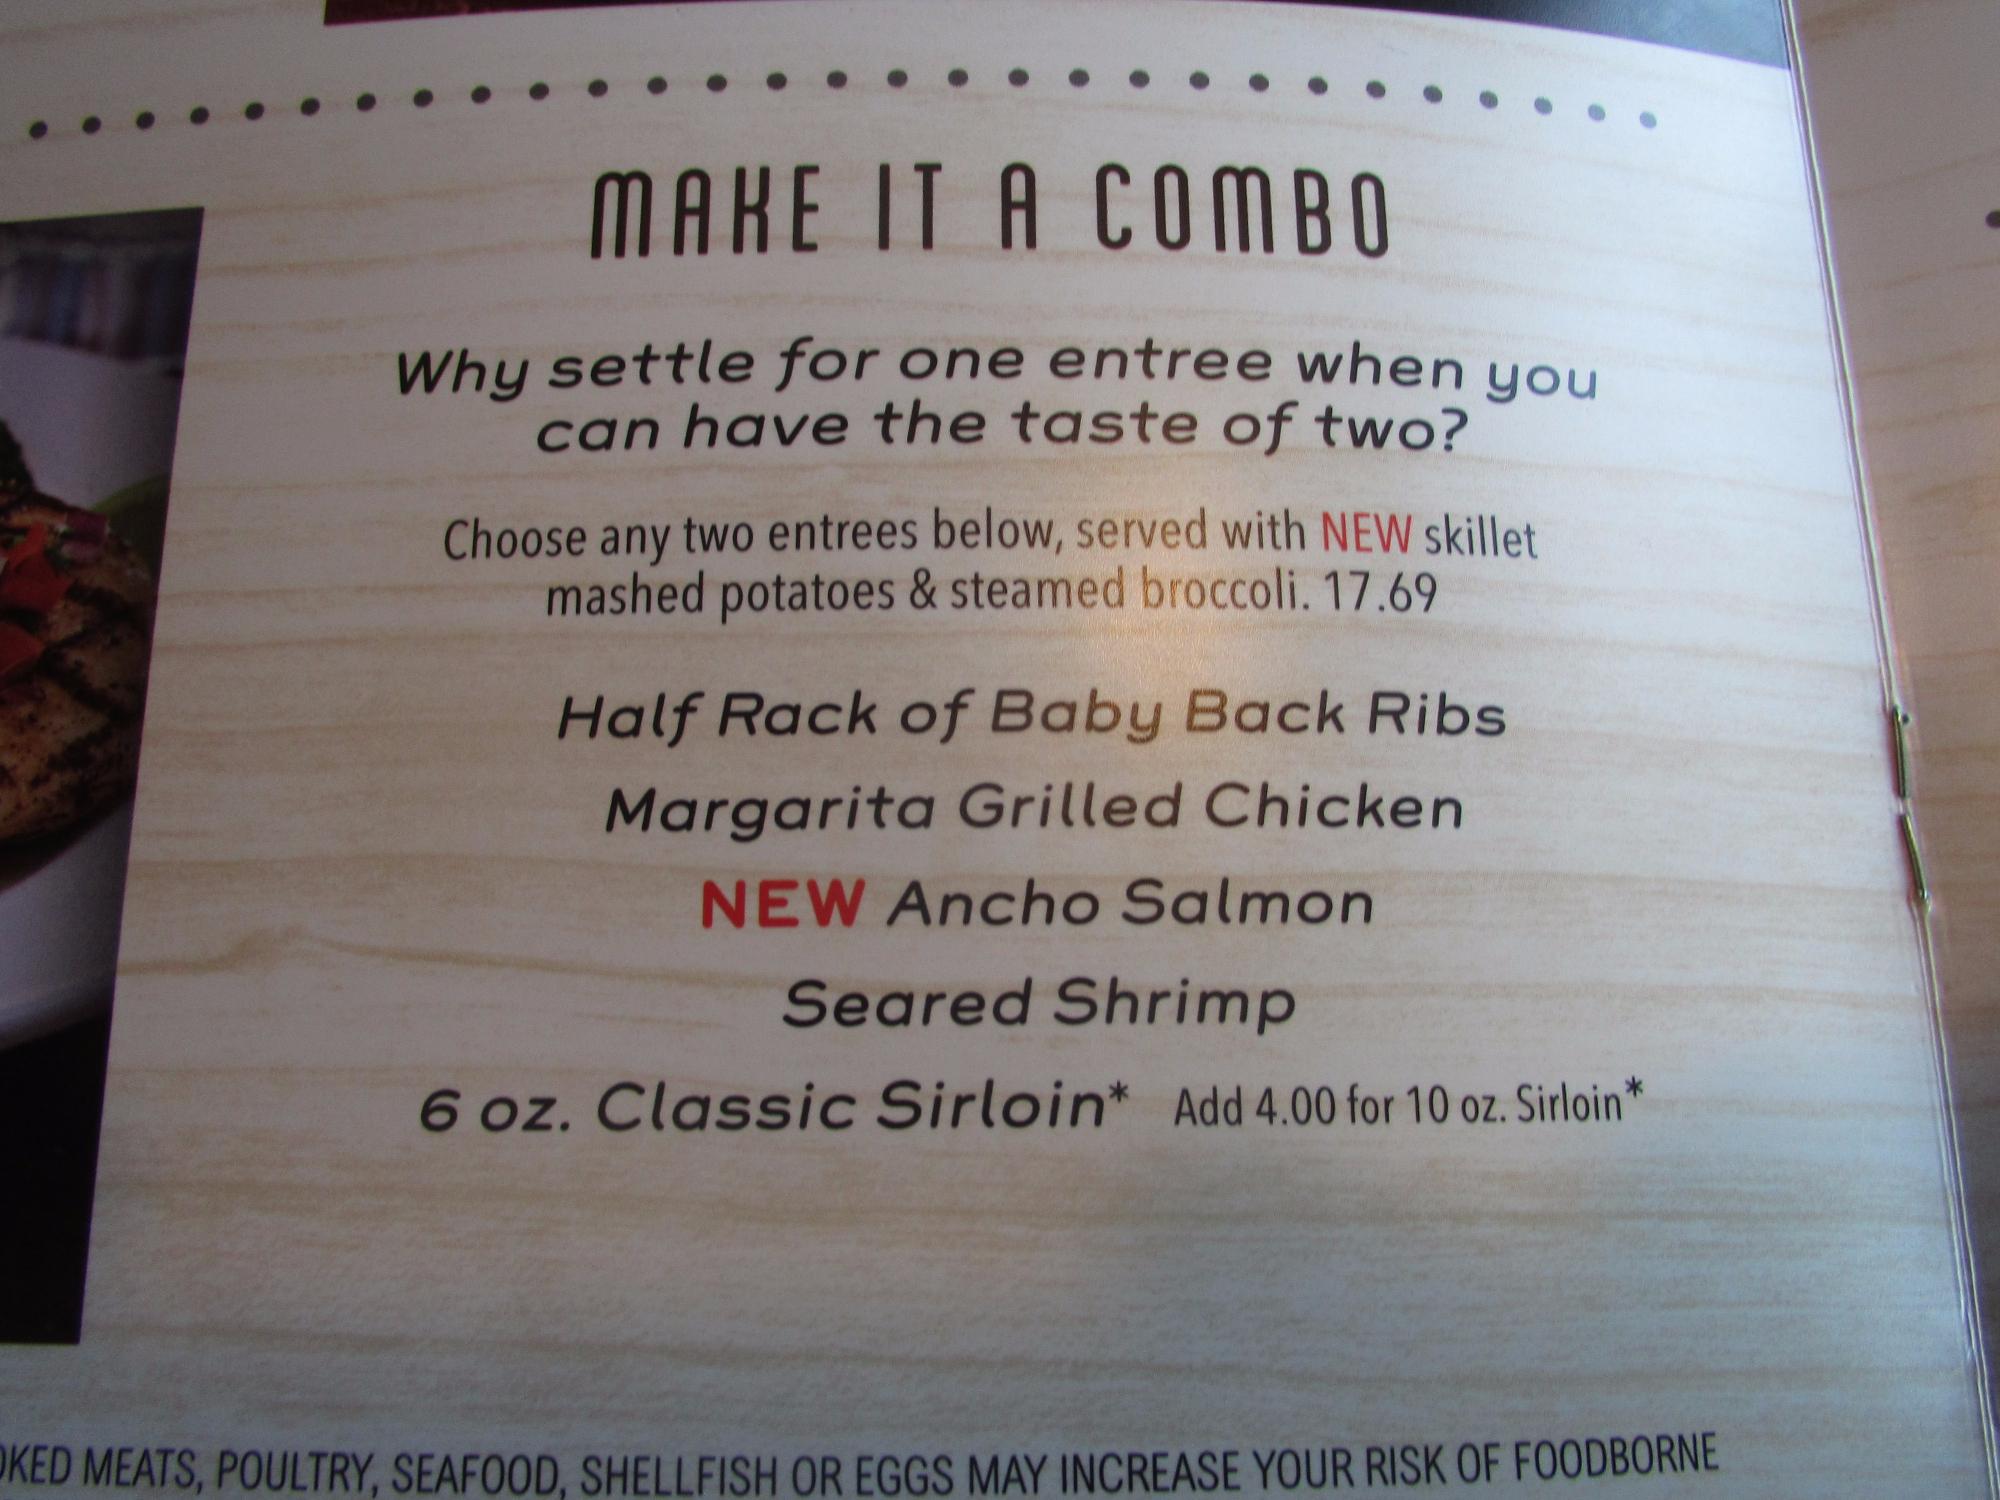 MAKE IT A COMBO
Why settle for one entree when you
can have the taste of two?
Choose any two entrees below, served with NEW skillet
mashed potatoes & steamed broccoli. 17.69
Half Rack of Baby Back Ribs
Margarita Grilled Chicken
NEW Ancho Salmon
Seared Shrimp
6 oz. Classic Sirloin* Add 4.00 for 10 oz. Sirloin*
MEATS, POULTRY, SEAFOOD, SHELLFISH OR EGGS MAY INCREASE YOUR RISK OF FOODBORNE